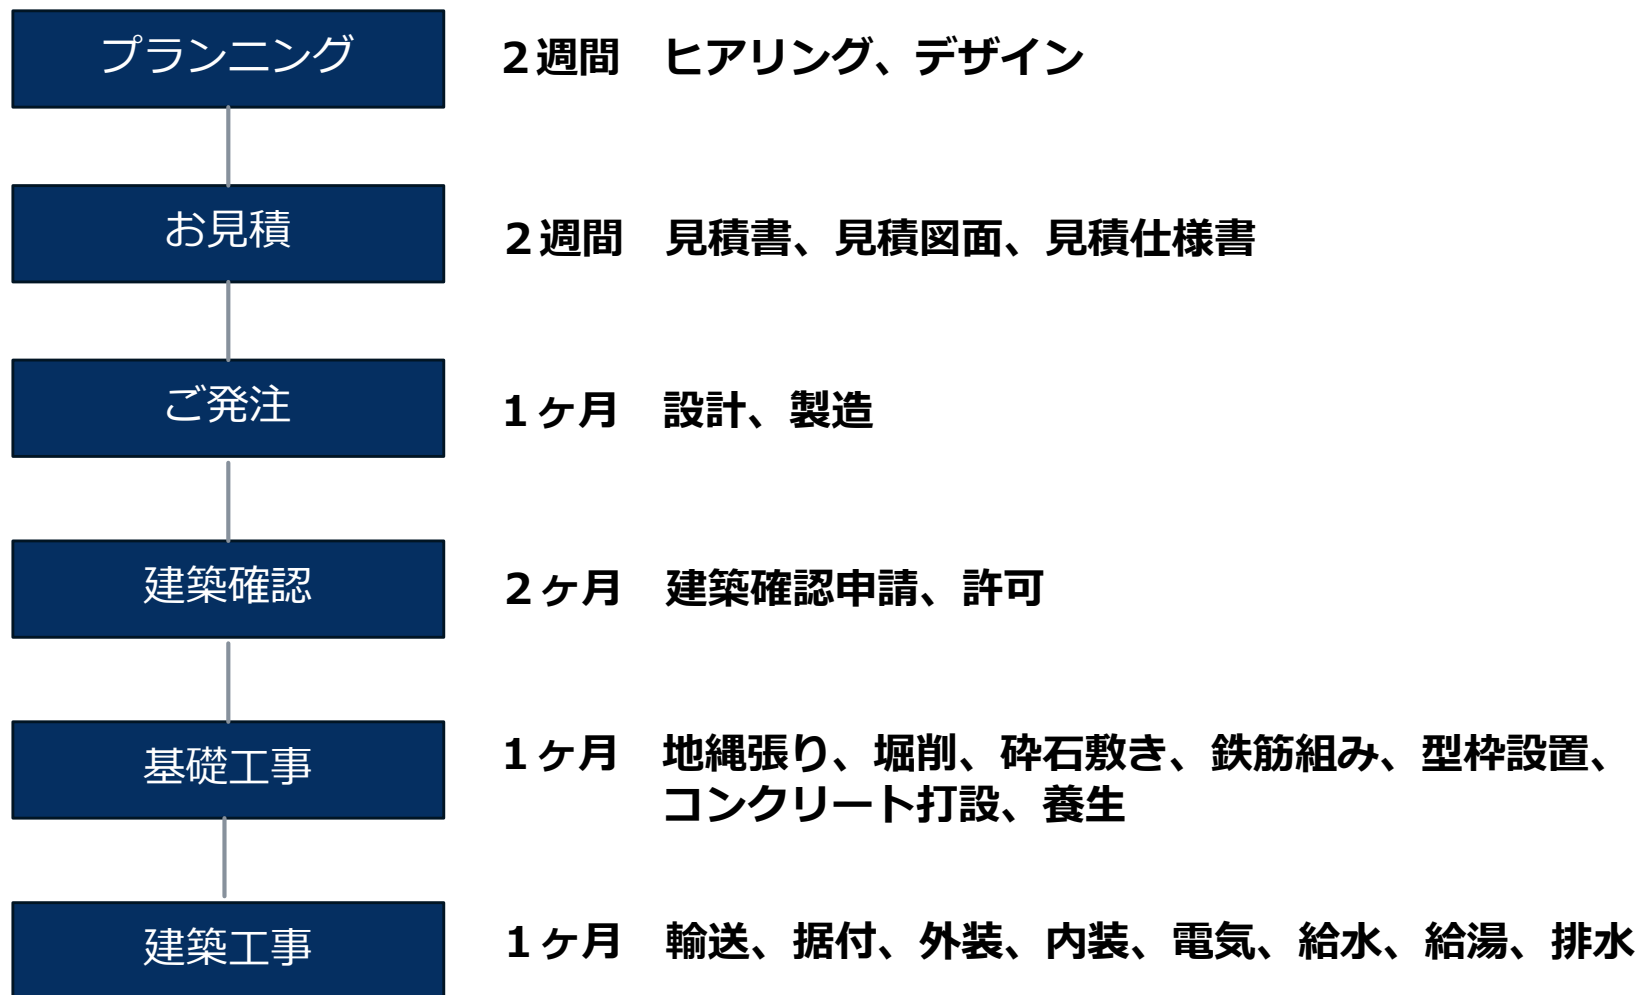 プランニング
２週間　ヒアリング、デザイン
お見積
２週間　見積書、見積図面、見積仕様書
ご発注
１ヶ月　設計、製造
建築確認
２ヶ月　建築確認申請、許可
基礎工事
１ヶ月　地縄張り、堀削、砕石敷き、鉄筋組み、型枠設置、
コンクリート打設、養生
建築工事
１ヶ月　輸送、据付、外装、内装、電気、給水、給湯、排水